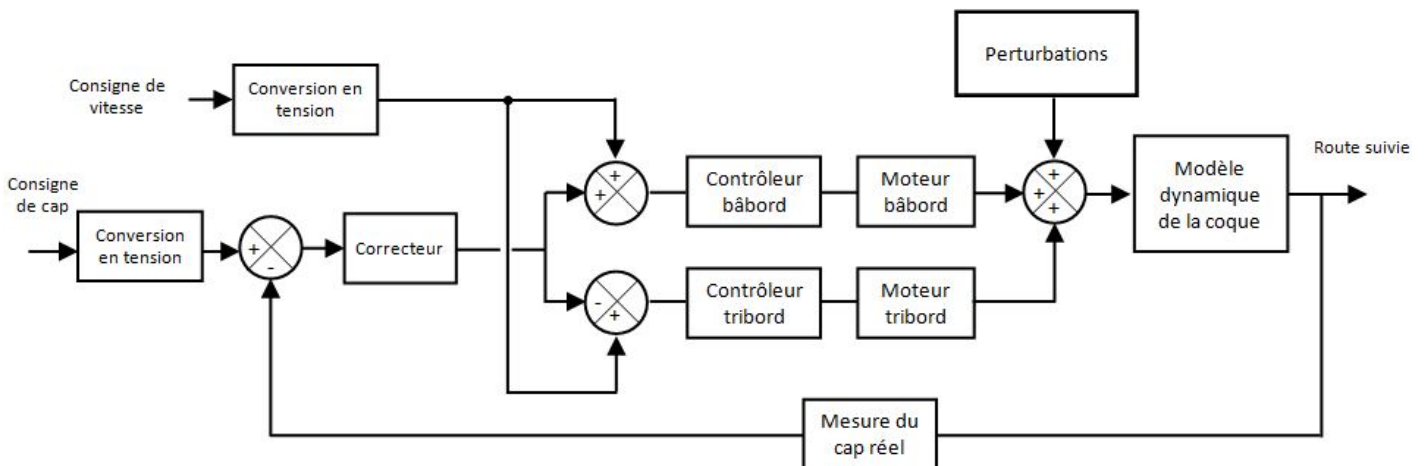 Perturbations
Consigne de
vitesse
Conversion en
tension
Route suivie
Modèle
dynamique
de la coque
Consigne
de cap
Conversion
en tension
+
-
Correcteur
+
+
Contrôleur
bâbord
Moteur
bâbord
+
+
+
-
+
Contrôleur
tribord
Moteur
tribord
Mesure du
cap réel